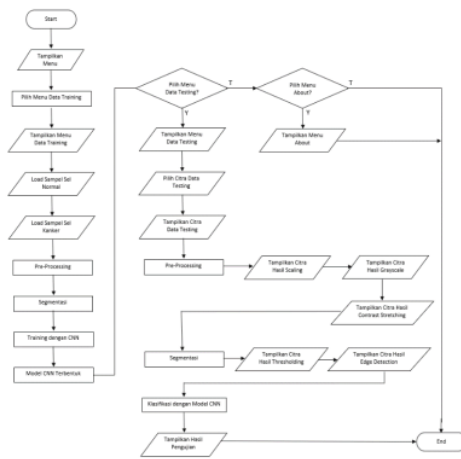 Start
Tampilkan
Menu
Pilih Menu Data Training
Tampilkan Menu
Data Training
Load Sampel Sel
Normal
Load Sampel Sel
Kanker
Pre-Processing
Segmentasi
Training dengan CNN
Model CNN Terbentuk
Pilih Menu
Data Testing?
T
Y
Tampilkan Menu
Data Testing
Pilih Citra Data
Testing
Tampilkan Citra
Data Testing
Pre-Processing
Tampilkan Citra
Hasil Scaling
Tampilkan Citra
Hasil Grayscale
Tampilkan Citra Hasil
Contrast Stretching
Segmentasi
Tampilkan Citra
Hasil Thresholding
Tampilkan Citra Hasil
Edge Detection
Klasifikasi dengan Model CNN
Tampilkan Hasil
Pengujian
Pilih Menu
About?
T
Y
Tampilkan Menu
About
End